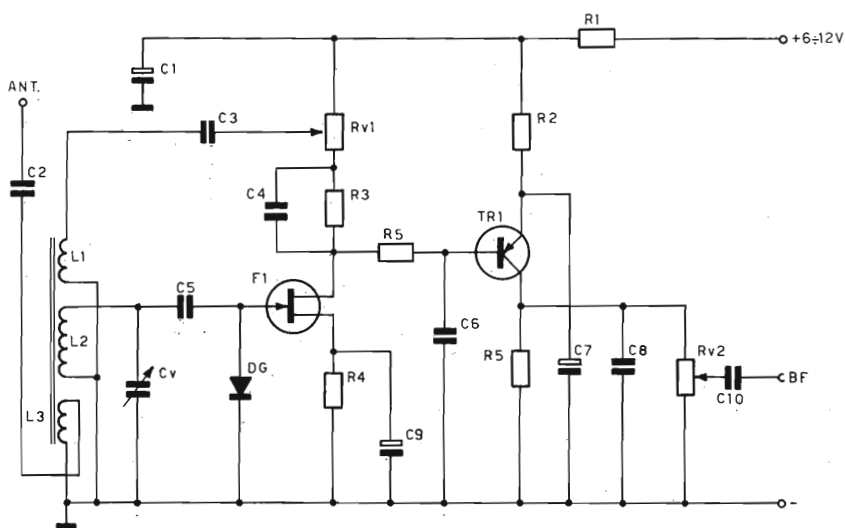 R1
+6÷12V
C1
ANT.
C3
Rv1
R2
C2
C4
R3
TR1
R5
L1
F1
C5
L2
C6
R5
C7
C8
Rv2
BF
Cv
DG
R4
C10
L3
C9
-